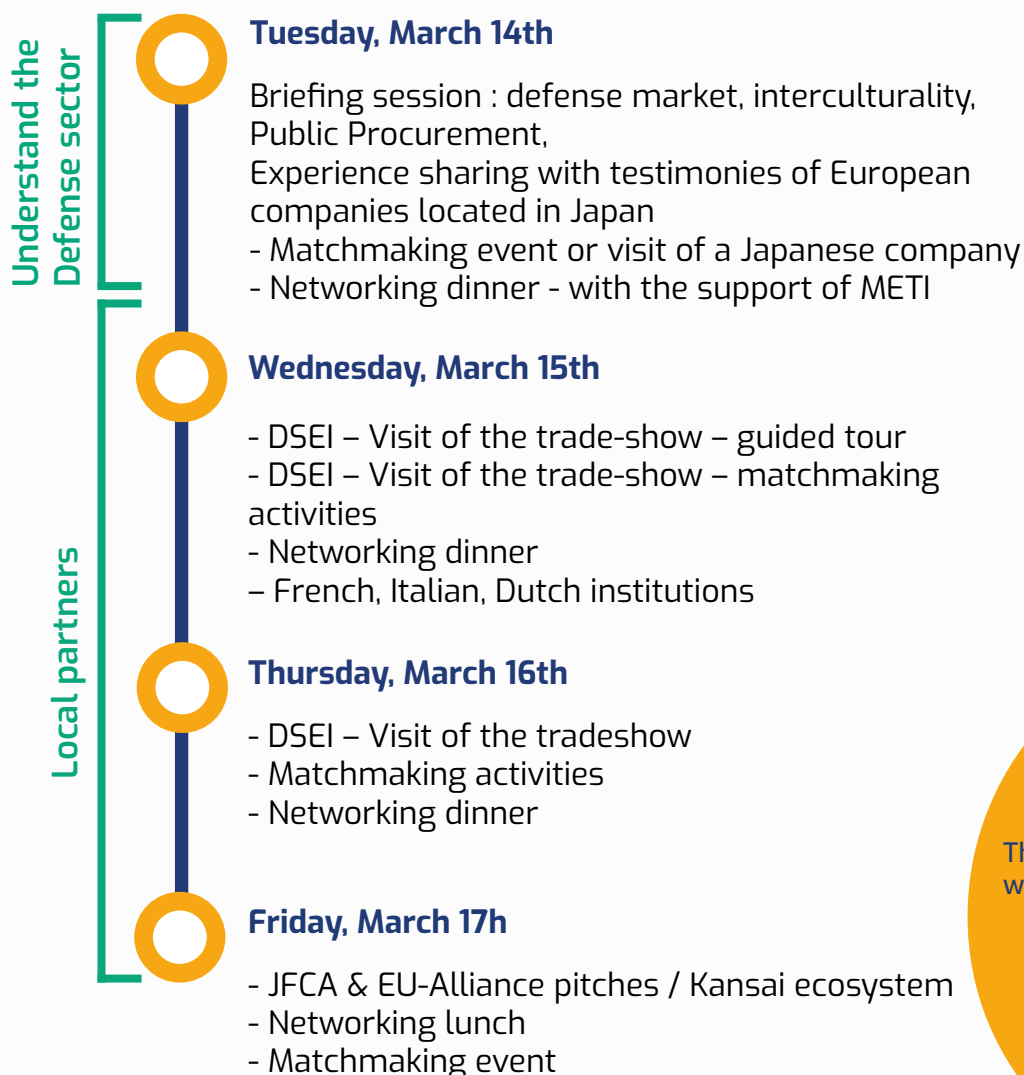 Understand the
Defense sector
Tuesday, March 14th
Briefing session : defense market, interculturality,
Public Procurement,
Experience sharing with testimonies of European
companies located in Japan
- Matchmaking event or visit of a Japanese company
- Networking dinner - with the support of METI
Local partners
Wednesday, March 15th
- DSEI – Visit of the trade-show – guided tour
- DSEI – Visit of the trade-show – matchmaking
activities
- Networking dinner
– French, Italian, Dutch institutions
Thursday, March 16th
- DSEI – Visit of the tradeshow
- Matchmaking activities
- Networking dinner
Friday, March 17h
- JFCA & EU-Alliance pitches / Kansai ecosystem
- Networking lunch
- Matchmaking event